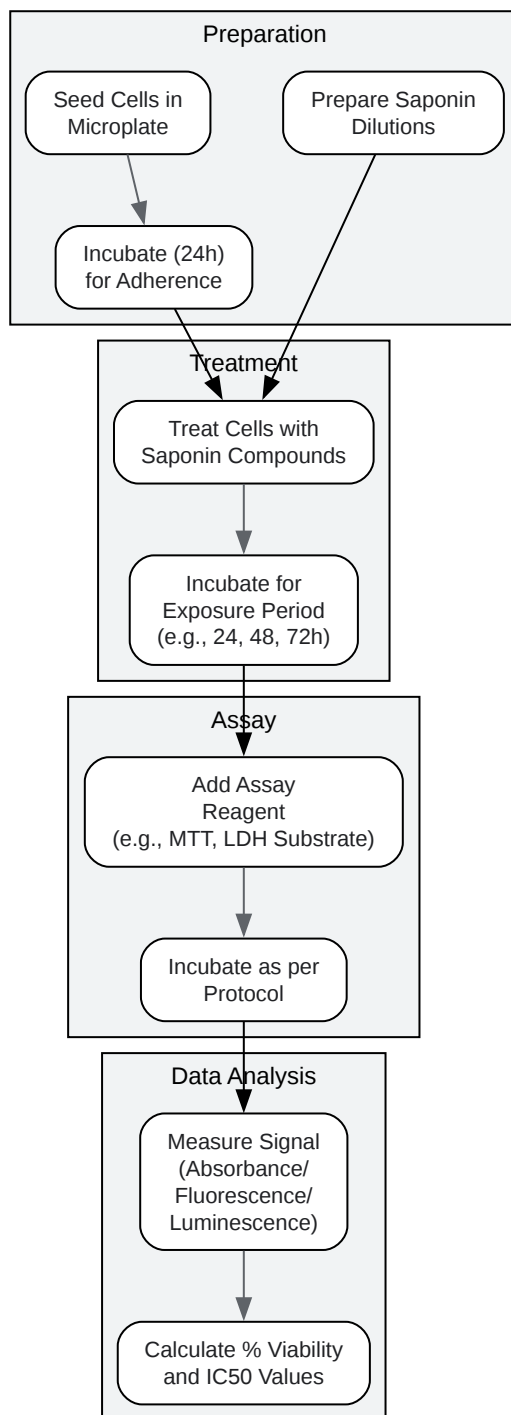 Preparation
Seed Cells in
Microplate
Prepare Saponin
Dilutions
Incubate (24h)
for Adherence
Treatment
Treat Cells with
Saponin Compounds
Incubate for
Exposure Period
(e.g., 24, 48, 72h)
Assay
Add Assay
Reagent
(e.g., MTT, LDH Substrate)
Incubate as per
Protocol
Data Analysis
Measure Signal
(Absorbance/
Fluorescence/
Luminescence)
Calculate % Viability
and IC50 Values